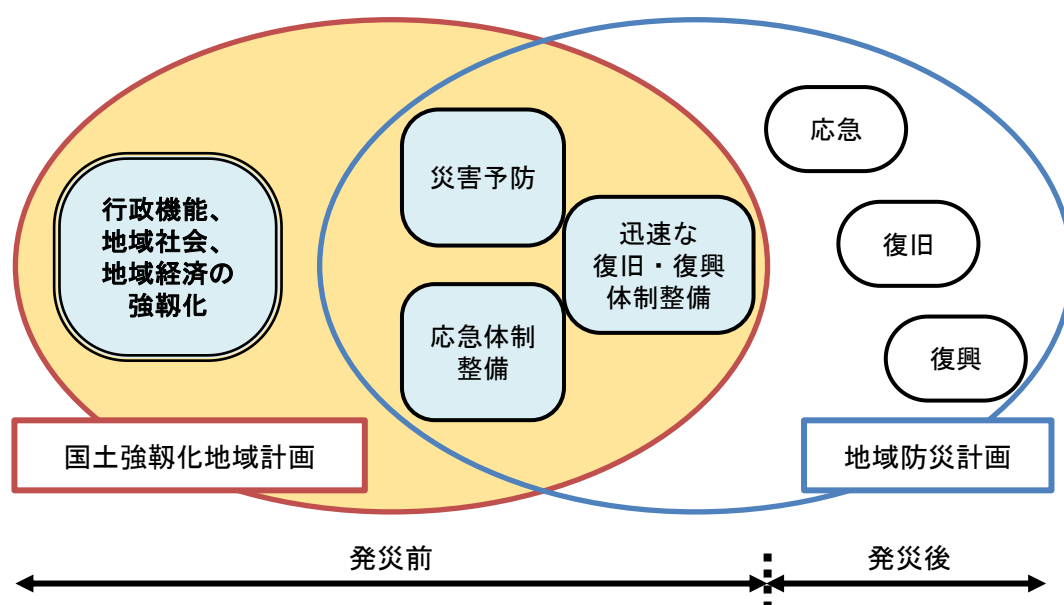 行政機能、
地域社会、
地域経済の
強靱化
災害予防
応急体制
整備
迅速な
復旧・復興
体制整備
応急
復旧
復興
国土強靱化地域計画
地域防災計画
発災前
発災後